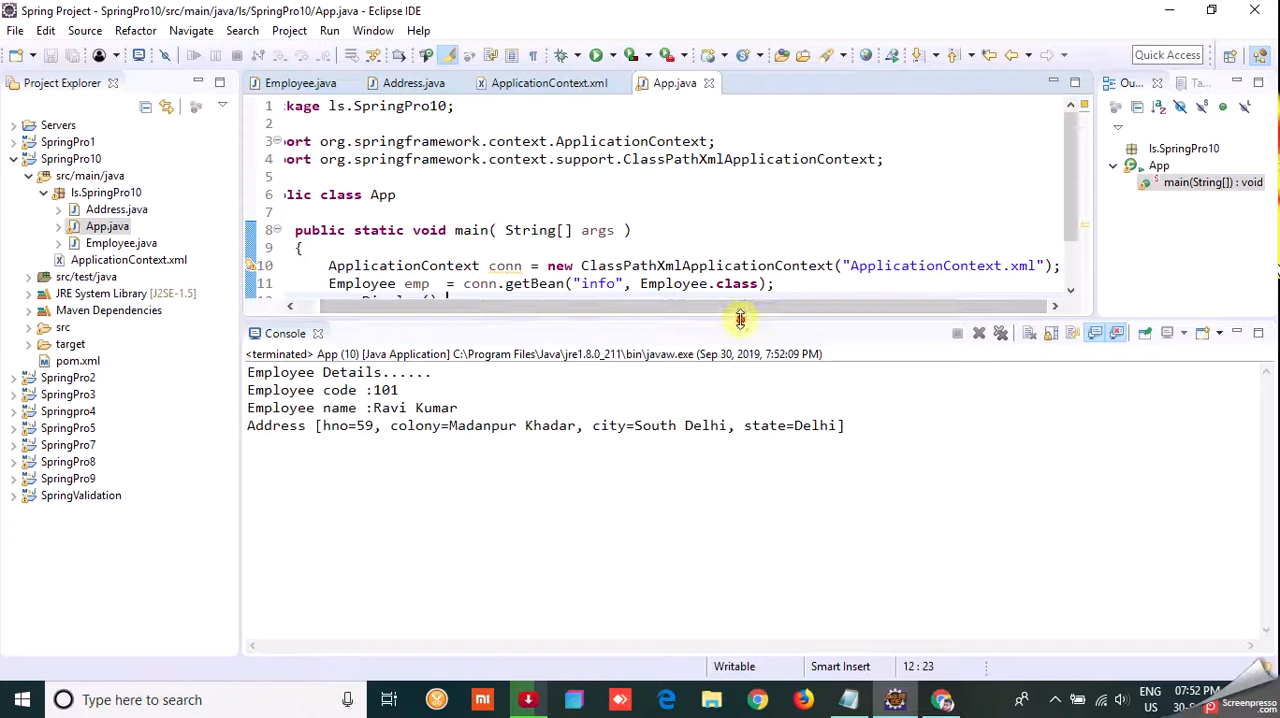 Spring Project - SpringPro10/src/main/java/ls/SpringPro10/App.java - Eclipse IDE
File Edit Source Refactor Navigate Search Project Run Window Help
Quick Access
Project Explorer
Employee.java Address.java ApplicationContext.xml App.java
Ou... Ta...
Servers
SpringPro1
SpringPro10
src/main/java
ls.SpringPro10
Address.java
App.java
Employee.java
ApplicationContext.xml
src/test/java
JRE System Library [J2SE-1.5]
Maven Dependencies
src
target
pom.xml
SpringPro2
SpringPro3
Springpro4
SpringPro5
SpringPro7
SpringPro8
SpringPro9
SpringValidation
1 kage ls.SpringPro10;
2
3 ort org.springframework.context.ApplicationContext;
4 ort org.springframework.context.support.ClassPathXmlApplicationContext;
5
6 lic class App
7
8 public static void main( String[] args )
9 {
10 ApplicationContext conn = new ClassPathXmlApplicationContext("ApplicationContext.xml");
11 Employee emp = conn.getBean("info", Employee.class);
ls.SpringPro10
App
main(String[]) : void
Console
<terminated> App (10) [Java Application] C:\Program Files\Java\jre1.8.0_211\bin\javaw.exe (Sep 30, 2019, 7:52:09 PM)
Employee Details......
Employee code :101
Employee name :Ravi Kumar
Address [hno=59, colony=Madanpur Khadar, city=South Delhi, state=Delhi]
Writable Smart Insert 12 : 23
Type here to search
ENG
IN
07:52 PM
Screenpresso
.com